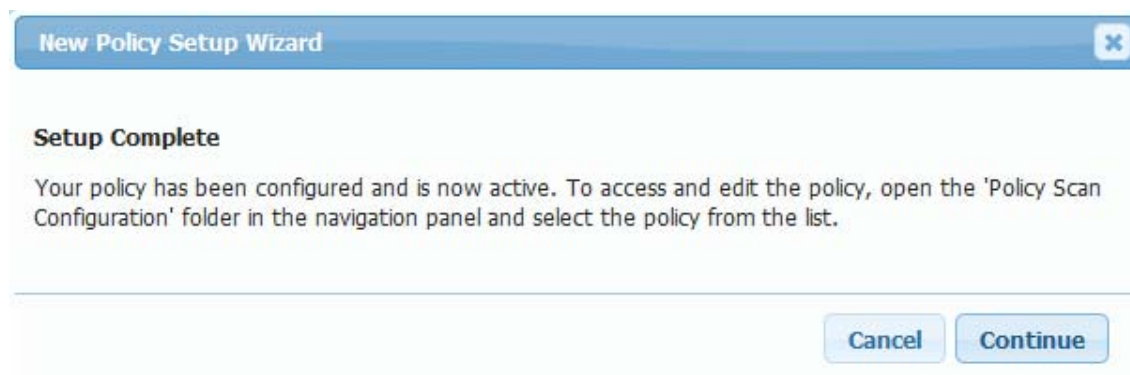 New Policy Setup Wizard
Setup Complete
Your policy has been configured and is now active. To access and edit the policy, open the 'Policy Scan
Configuration' folder in the navigation panel and select the policy from the list.
Cancel
Continue